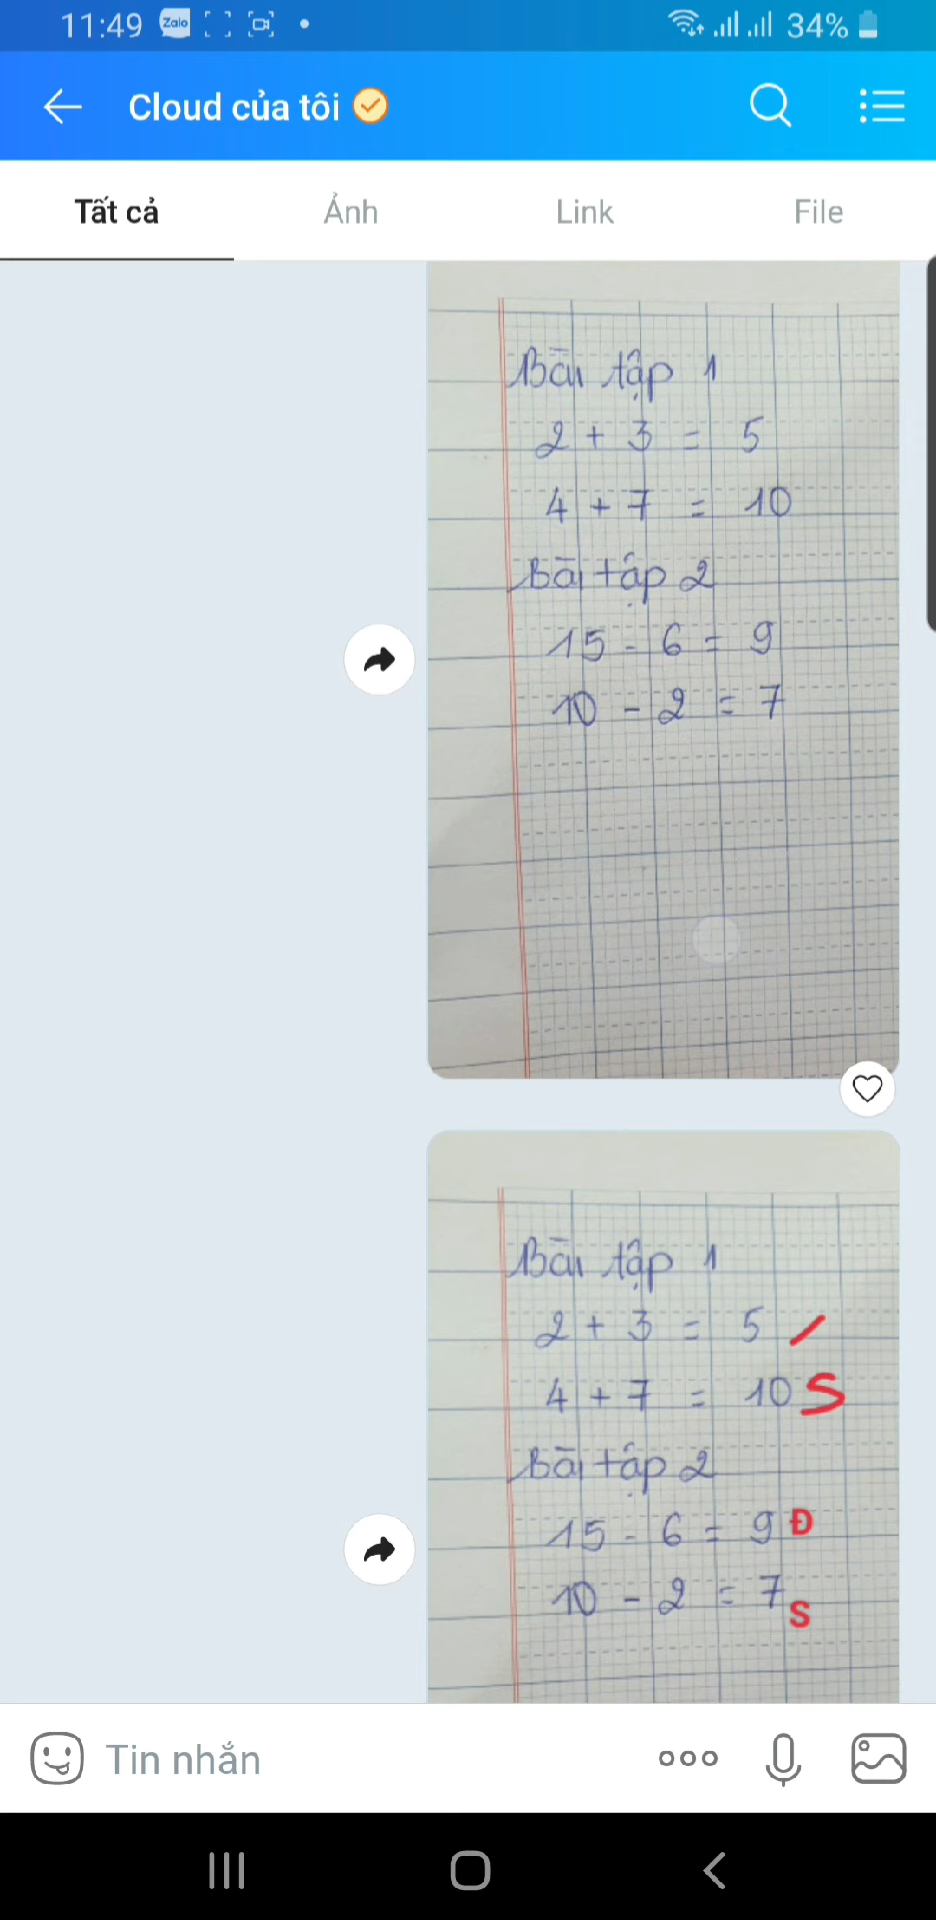 11:49 Zalo 34%
Cloud của tôi
Tất cả Ảnh Link File
Bài tập 1
2 + 3 = 5
4 + 7 = 10
Bài tập 2
15 - 6 = 9
10 - 2 = 7
Bài tập 1
2 + 3 = 5
4 + 7 = 10 S
Bài tập 2
15 - 6 = 9 Đ
10 - 2 = 7 S
Tin nhắn